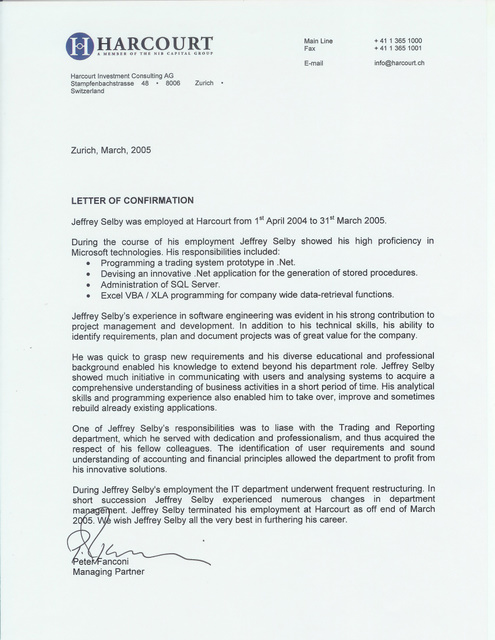 HARCOURT
A MEMBER OF THE NIB CAPITAL GROUP
Main Line + 41 1 365 1000
Fax + 41 1 365 1001
E-mail info@harcourt.ch
Harcourt Investment Consulting AG
Stampfenbachstrasse 48 • 8006 Zurich •
Switzerland
Zurich, March, 2005
LETTER OF CONFIRMATION
Jeffrey Selby was employed at Harcourt from 1st April 2004 to 31st March 2005.
During the course of his employment Jeffrey Selby showed his high proficiency in
Microsoft technologies. His responsibilities included:
• Programming a trading system prototype in .Net.
• Devising an innovative .Net application for the generation of stored procedures.
• Administration of SQL Server.
• Excel VBA / XLA programming for company wide data-retrieval functions.
Jeffrey Selby's experience in software engineering was evident in his strong contribution to
project management and development. In addition to his technical skills, his ability to
identify requirements, plan and document projects was of great value for the company.
He was quick to grasp new requirements and his diverse educational and professional
background enabled his knowledge to extend beyond his department role. Jeffrey Selby
showed much initiative in communicating with users and analysing systems to acquire a
comprehensive understanding of business activities in a short period of time. His analytical
skills and programming experience also enabled him to take over, improve and sometimes
rebuild already existing applications.
One of Jeffrey Selby's responsibilities was to liase with the Trading and Reporting
department, which he served with dedication and professionalism, and thus acquired the
respect of his fellow colleagues. The identification of user requirements and sound
understanding of accounting and financial principles allowed the department to profit from
his innovative solutions.
During Jeffrey Selby's employment the IT department underwent frequent restructuring. In
short succession Jeffrey Selby experienced numerous changes in department
management. Jeffrey Selby terminated his employment at Harcourt as off end of March
2005. We wish Jeffrey Selby all the very best in furthering his career.
Peter Fanconi
Managing Partner